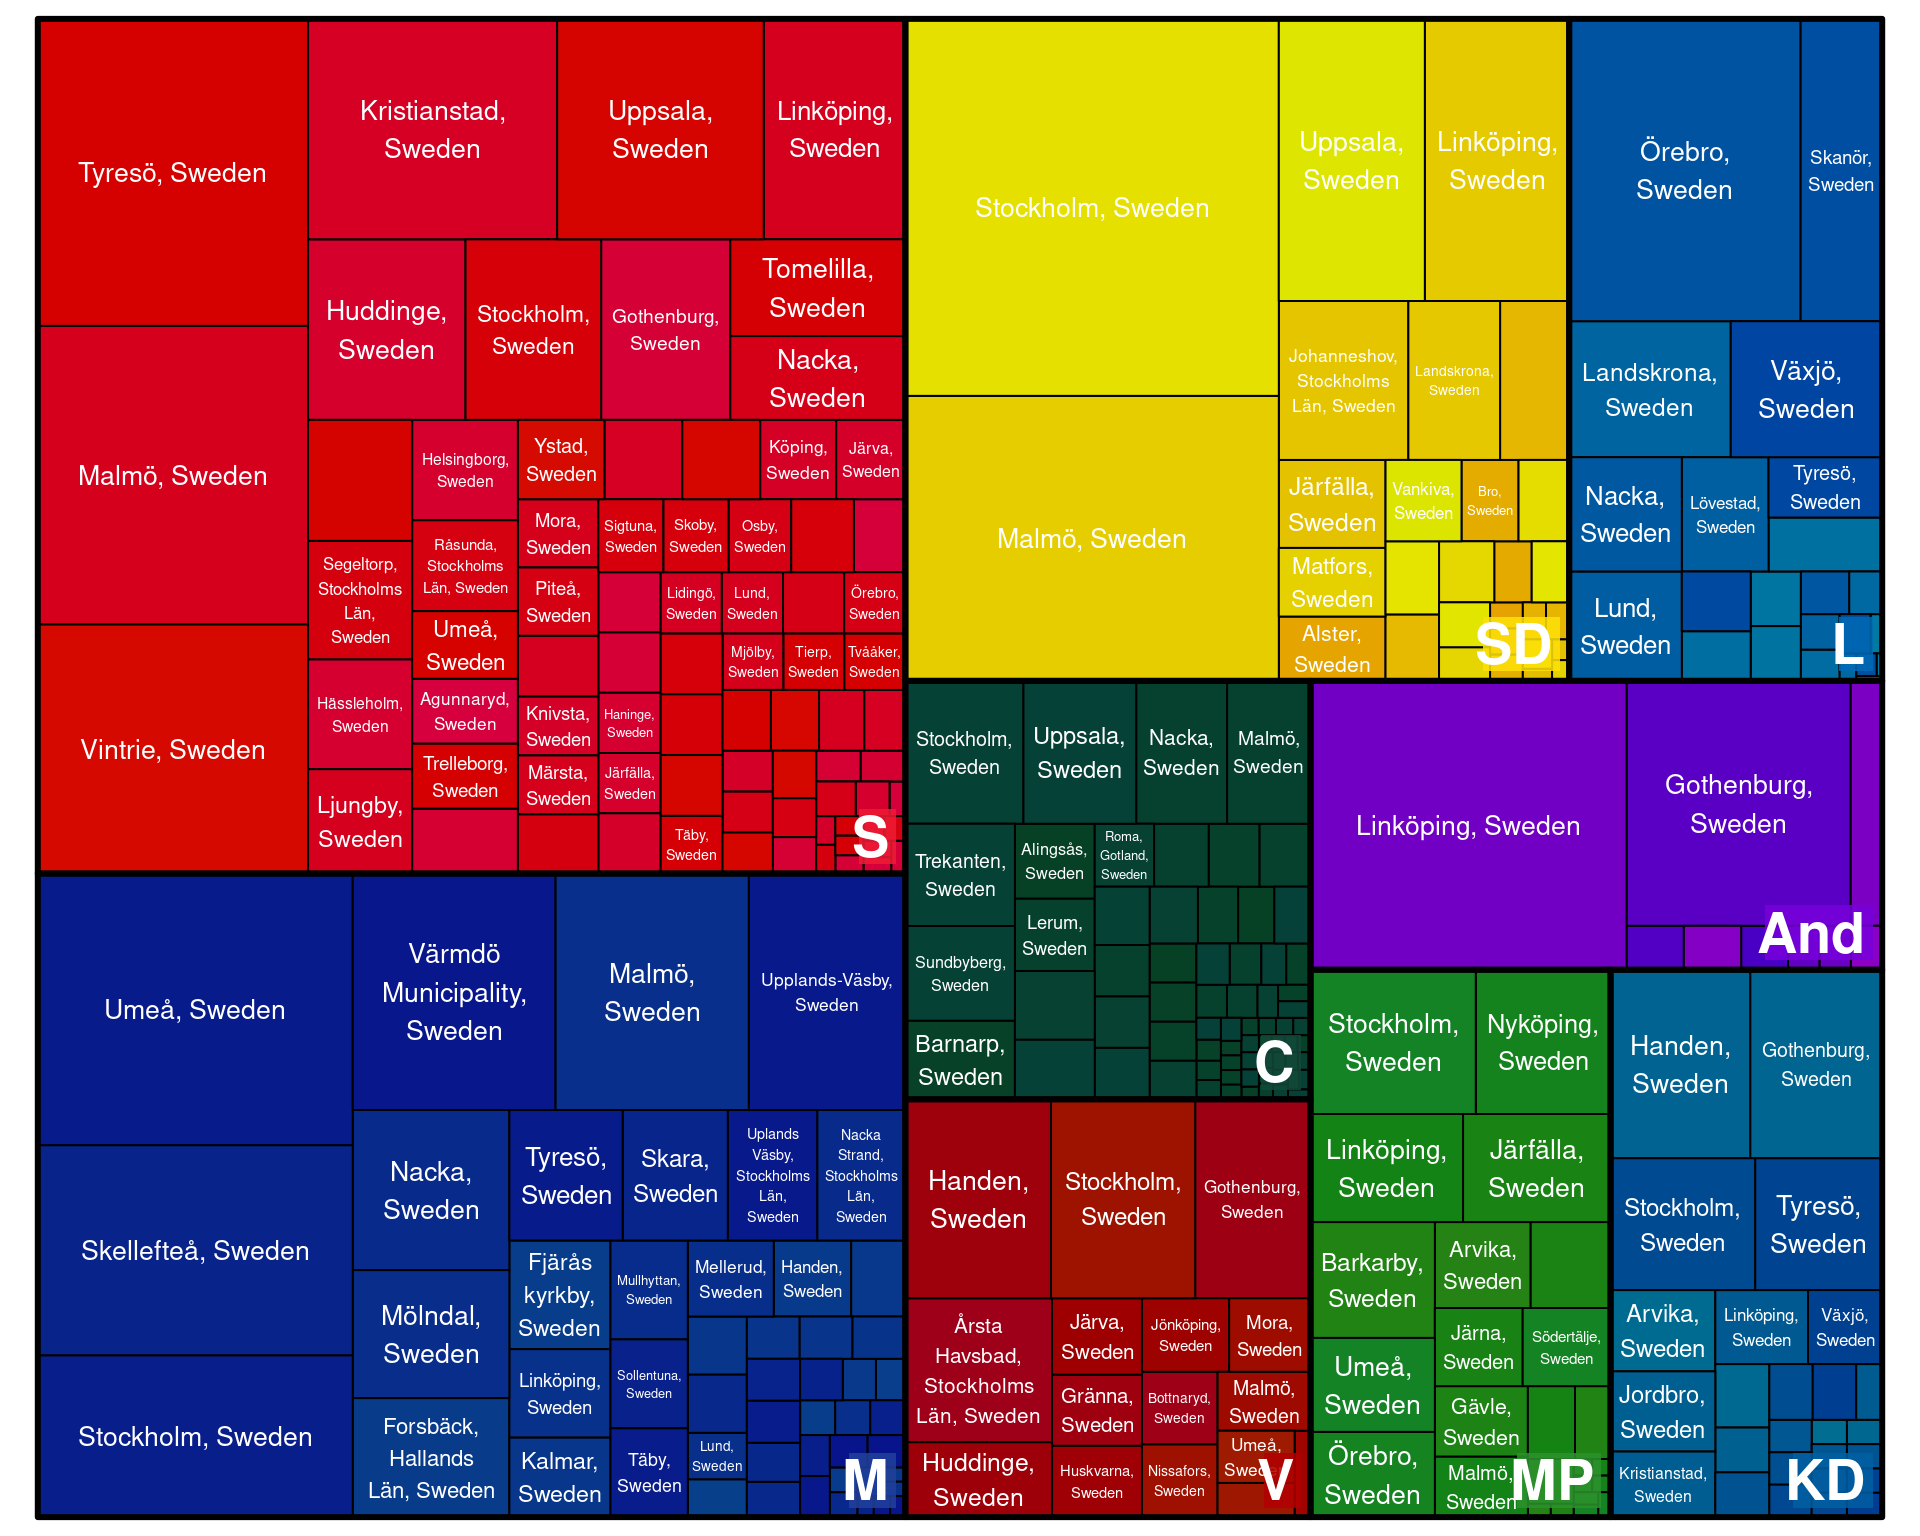 Tyresö, Sweden
Malmö, Sweden
Vintrie, Sweden
Kristianstad,
Sweden
Uppsala,
Sweden
Linköping,
Sweden
Huddinge,
Sweden
Stockholm,
Sweden
Gothenburg,
Sweden
Tomelilla,
Sweden
Nacka,
Sweden
Helsingborg,
Sweden
Ystad,
Sweden
Köping,
Sweden
Järva,
Sweden
Segeltorp,
Stockholms
Län,
Sweden
Råsunda,
Stockholms
Län, Sweden
Mora,
Sweden
Sigtuna,
Sweden
Skoby,
Sweden
Osby,
Sweden
Piteå,
Sweden
Lidingö,
Sweden
Lund,
Sweden
Örebro,
Sweden
Umeå,
Sweden
Mjölby,
Sweden
Tierp,
Sweden
Tvååker,
Sweden
Hässleholm,
Sweden
Agunnaryd,
Sweden
Knivsta,
Sweden
Haninge,
Sweden
Trelleborg,
Sweden
Märsta,
Sweden
Järfälla,
Sweden
Ljungby,
Sweden
Täby,
Sweden
S
Stockholm, Sweden
Malmö, Sweden
Uppsala,
Sweden
Linköping,
Sweden
Johanneshov,
Stockholms
Län, Sweden
Landskrona,
Sweden
Järfälla,
Sweden
Vankiva,
Sweden
Bro,
Sweden
Matfors,
Sweden
Alster,
Sweden
SD
Örebro,
Sweden
Skanör,
Sweden
Landskrona,
Sweden
Växjö,
Sweden
Nacka,
Sweden
Lövestad,
Sweden
Tyresö,
Sweden
Lund,
Sweden
L
Umeå, Sweden
Skellefteå, Sweden
Stockholm, Sweden
Värmdö
Municipality,
Sweden
Malmö,
Sweden
Upplands-Väsby,
Sweden
Nacka,
Sweden
Tyresö,
Sweden
Skara,
Sweden
Uplands
Väsby,
Stockholms
Län,
Sweden
Nacka
Strand,
Stockholms
Län,
Sweden
Mölndal,
Sweden
Fjärås
kyrkby,
Sweden
Mullhyttan,
Sweden
Mellerud,
Sweden
Handen,
Sweden
Linköping,
Sweden
Sollentuna,
Sweden
Forsbäck,
Hallands
Län, Sweden
Kalmar,
Sweden
Täby,
Sweden
Lund,
Sweden
M
Stockholm,
Sweden
Uppsala,
Sweden
Nacka,
Sweden
Malmö,
Sweden
Trekanten,
Sweden
Alingsås,
Sweden
Roma,
Gotland,
Sweden
Lerum,
Sweden
Sundbyberg,
Sweden
Barnarp,
Sweden
C
Linköping, Sweden
Gothenburg,
Sweden
And
Handen,
Sweden
Stockholm,
Sweden
Gothenburg,
Sweden
Årsta
Havsbad,
Stockholms
Län, Sweden
Järva,
Sweden
Jönköping,
Sweden
Mora,
Sweden
Gränna,
Sweden
Bottnaryd,
Sweden
Malmö,
Sweden
Huddinge,
Sweden
Huskvarna,
Sweden
Nissafors,
Sweden
Umeå,
Sweden
V
Stockholm,
Sweden
Nyköping,
Sweden
Linköping,
Sweden
Järfälla,
Sweden
Barkarby,
Sweden
Arvika,
Sweden
Järna,
Sweden
Södertälje,
Sweden
Umeå,
Sweden
Gävle,
Sweden
Örebro,
Sweden
Malmö,
Sweden
MP
Handen,
Sweden
Gothenburg,
Sweden
Stockholm,
Sweden
Tyresö,
Sweden
Arvika,
Sweden
Linköping,
Sweden
Växjö,
Sweden
Jordbro,
Sweden
Kristianstad,
Sweden
KD